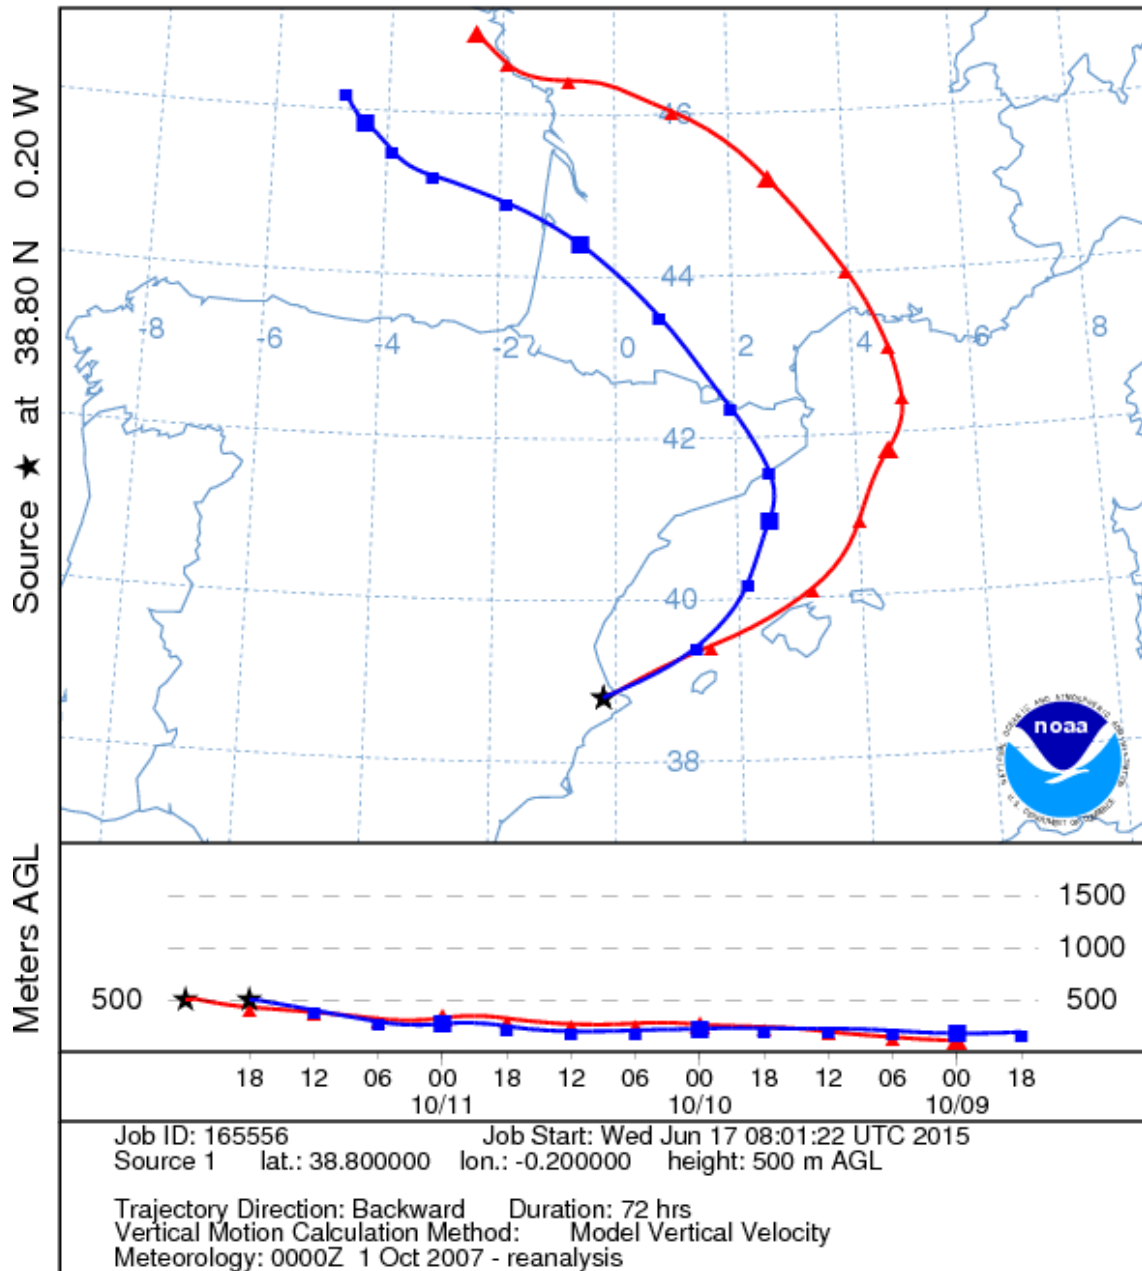 Source ★ at 38.80 N 0.20 W
46
44
-8
-6
-4
-2
0
2
4
6
8
42
40
38
noaa
Meters AGL
1500
1000
500
500
18 12 06 00 18 12 06 00 18 12 06 00 18
10/11 10/10 10/09
Job ID: 165556 Job Start: Wed Jun 17 08:01:22 UTC 2015
Source 1 lat.: 38.800000 lon.: -0.200000 height: 500 m AGL
Trajectory Direction: Backward Duration: 72 hrs
Vertical Motion Calculation Method: Model Vertical Velocity
Meteorology: 0000Z 1 Oct 2007 - reanalysis